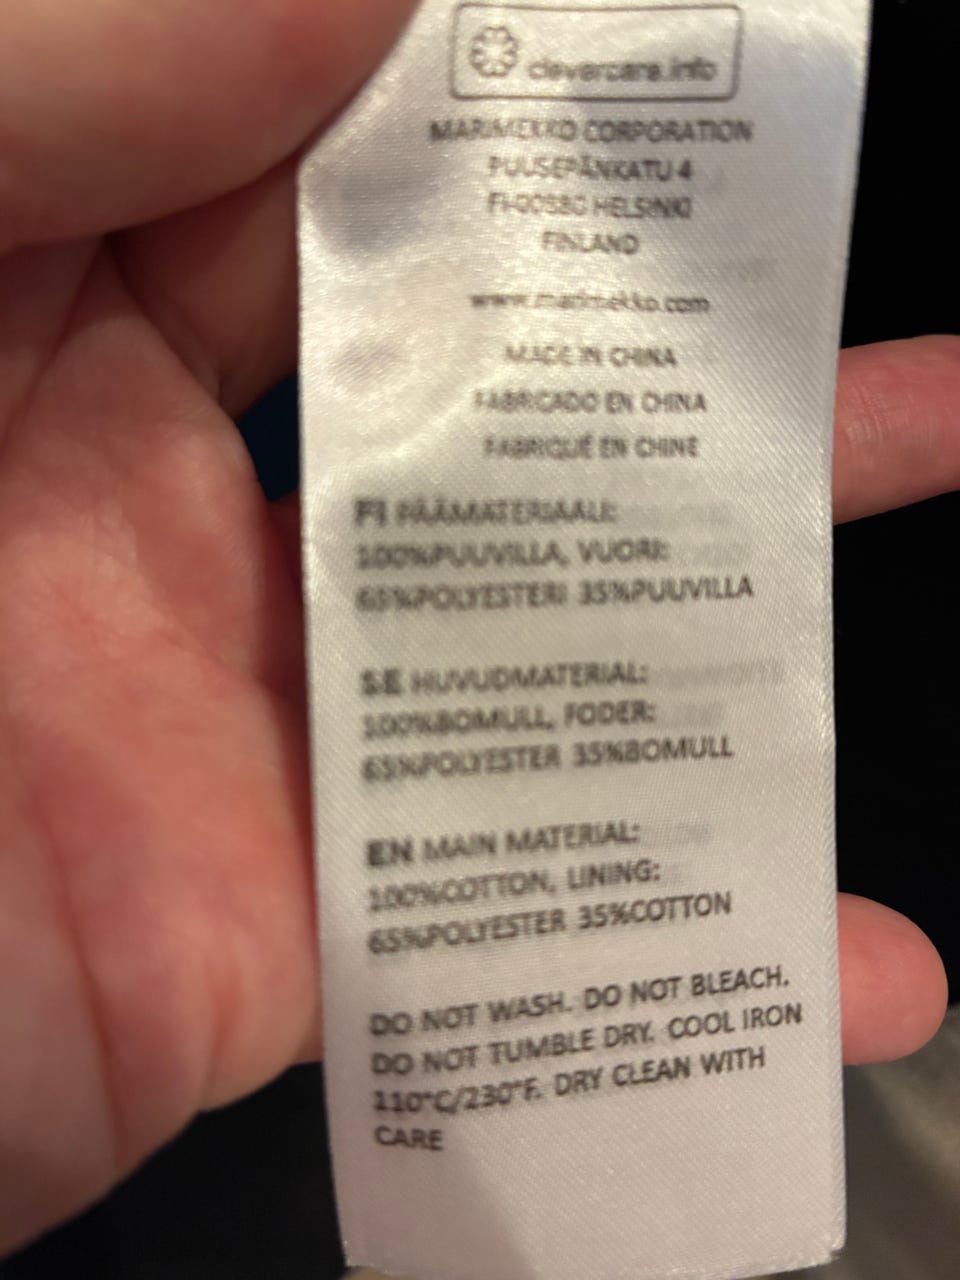 clevercare.info
MARIMEKKO CORPORATION
PUUSEPÄNKATU 4
FI-00880 HELSINKI
FINLAND
www.marimekko.com
MADE IN CHINA
FABRICADO EN CHINA
FABRIQUÉ EN CHINE
FI PÄÄMATERIAALI:
100%PUUVILLA, VUORI:
65%POLYESTERI 35%PUUVILLA
SE HUVUDMATERIAL:
100%BOMULL, FODER:
65%POLYESTER 35%BOMULL
EN MAIN MATERIAL:
100%COTTON, LINING:
65%POLYESTER 35%COTTON
DO NOT WASH. DO NOT BLEACH.
DO NOT TUMBLE DRY. COOL IRON
110°C/230°F. DRY CLEAN WITH
CARE